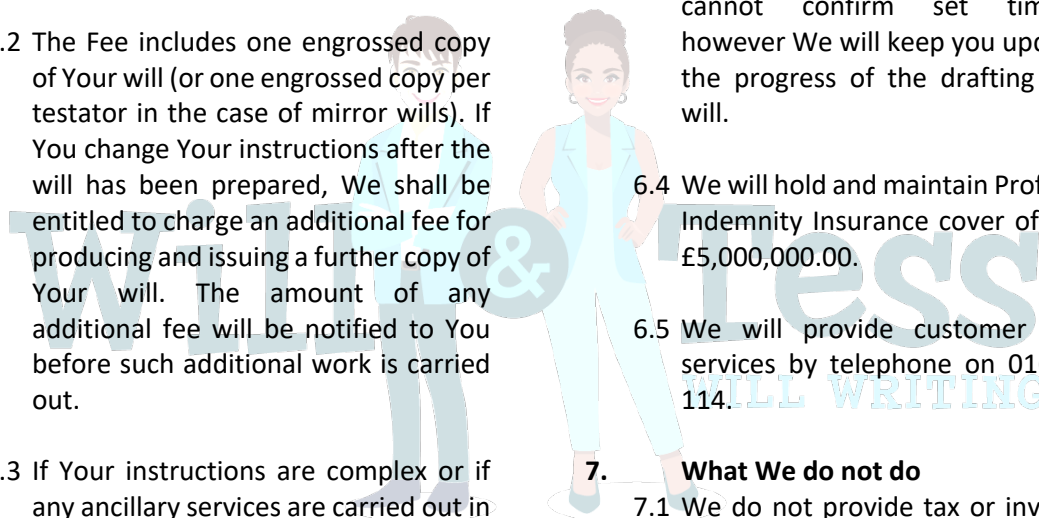 .2 The Fee includes one engrossed copy
of Your will (or one engrossed copy per
testator in the case of mirror wills). If
You change Your instructions after the
will has been prepared, We shall be
entitled to charge an additional fee for
producing and issuing a further copy of
Your will. The amount of any
additional fee will be notified to You
before such additional work is carried
out.
.3 If Your instructions are complex or if
any ancillary services are carried out in
cannot confirm set
however We will keep you
the progress of the drafting
will.
6.4 We will hold and maintain
Indemnity Insurance cover of
£5,000,000.00.
6.5 We will provide customer
services by telephone on 01
114.
7. What We do not do
7.1 We do not provide tax or
Will & Tess
WILL WRITING